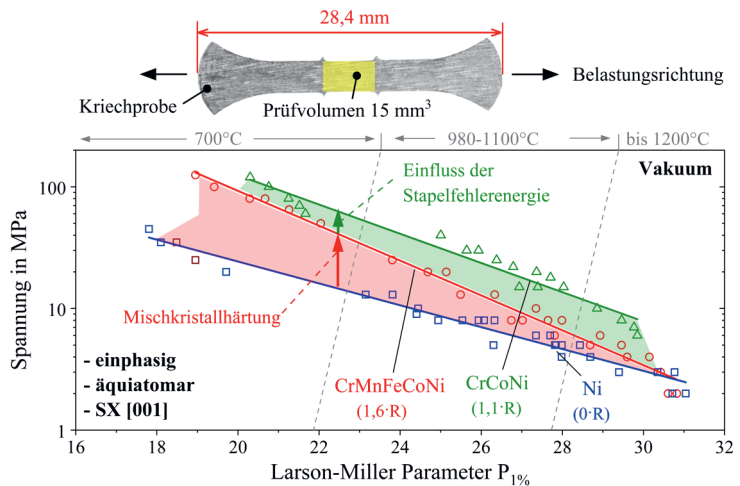 28,4 mm
Belastungsrichtung
Kriechprobe
Prüfvolumen 15 mm³
700°C
980-1100°C
bis 1200°C
Vakuum
Einfluss der
Stapelfehlerenergie
Mischkristallhärtung
- einphasig
- äquiatomar
- SX [001]
CrMnFeCoNi
(1,6·R)
CrCoNi
(1,1·R)
Ni
(0·R)
Spannung in MPa
100
10
1
18
20
22
24
26
28
30
32
Larson-Miller Parameter P1%